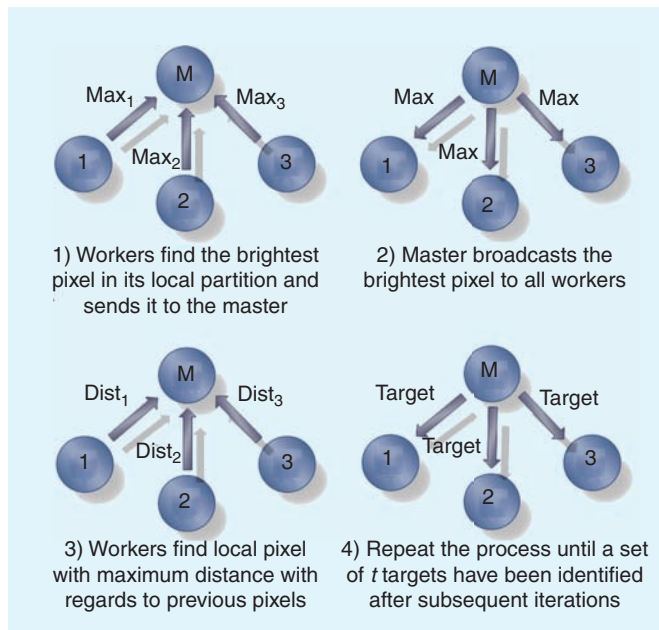 M
Max1
Max3
Max2
1
2
3
1) Workers find the brightest
pixel in its local partition and
sends it to the master
M
Max
Max
Max
1
2
3
2) Master broadcasts the
brightest pixel to all workers
M
Dist1
Dist3
Dist2
1
2
3
3) Workers find local pixel
with maximum distance with
regards to previous pixels
M
Target
Target
Target
1
2
3
4) Repeat the process until a set
of t targets have been identified
after subsequent iterations